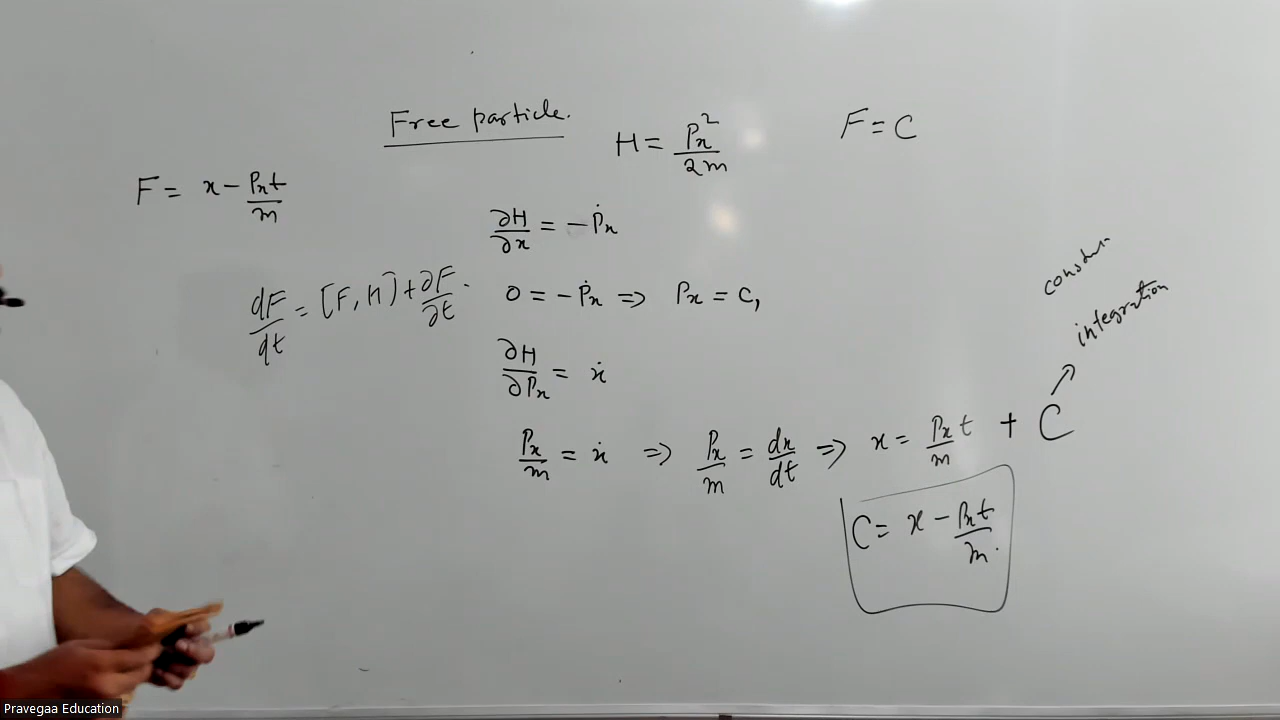 Free particle.
H = Px²/2m
F = C
F = x - Pxt/m
∂H/∂x = -Ṗx
dF/dt = [F, H] + ∂F/∂t.
0 = -Ṗx => Px = C1
∂H/∂Px = ẋ
integration
Px/m = ẋ => Px/m = dx/dt => x = Px t/m + C
C = x - Pxt/m.
Pravegaa Education